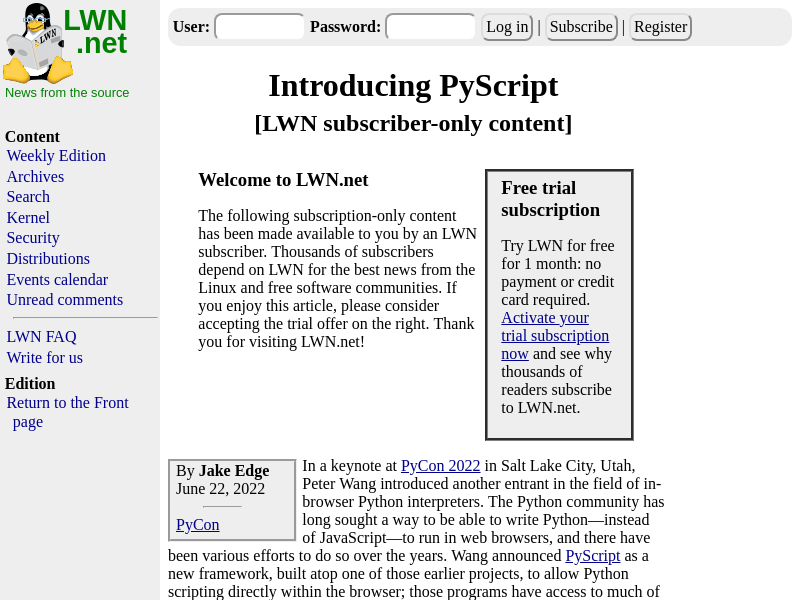 LWN
.net
News from the source
Content
Weekly Edition
Archives
Search
Kernel
Security
Distributions
Events calendar
Unread comments
LWN FAQ
Write for us
Edition
Return to the Front
page
User: Password: Log in | Subscribe | Register
Introducing PyScript
[LWN subscriber-only content]
Welcome to LWN.net
The following subscription-only content
has been made available to you by an LWN
subscriber. Thousands of subscribers
depend on LWN for the best news from the
Linux and free software communities. If
you enjoy this article, please consider
accepting the trial offer on the right. Thank
you for visiting LWN.net!
Free trial
subscription
Try LWN for free
for 1 month: no
payment or credit
card required.
Activate your
trial subscription
now and see why
thousands of
readers subscribe
to LWN.net.
By Jake Edge
June 22, 2022
PyCon
In a keynote at PyCon 2022 in Salt Lake City, Utah,
Peter Wang introduced another entrant in the field of in-
browser Python interpreters. The Python community has
long sought a way to be able to write Python—instead
of JavaScript—to run in web browsers, and there have
been various efforts to do so over the years. Wang announced PyScript as a
new framework, built atop one of those earlier projects, to allow Python
scripting directly within the browser; those programs have access to much of